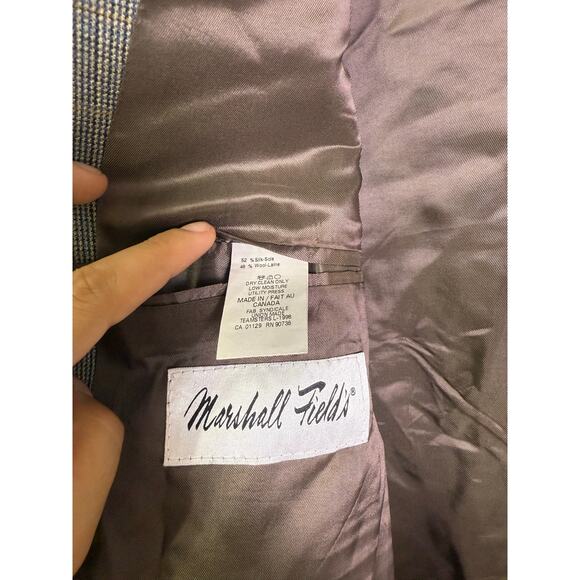 52 % Silk-Soie
48 % Wool-Laine
DRY CLEAN ONLY
LOW MOISTURE
UTILITY PRESS
MADE IN / FAIT AU
CANADA
FAB. SYNDICALE
UNION MADE
TEAMSTERS L-1998
CA 01129 RN 90736
Marshall Field's®